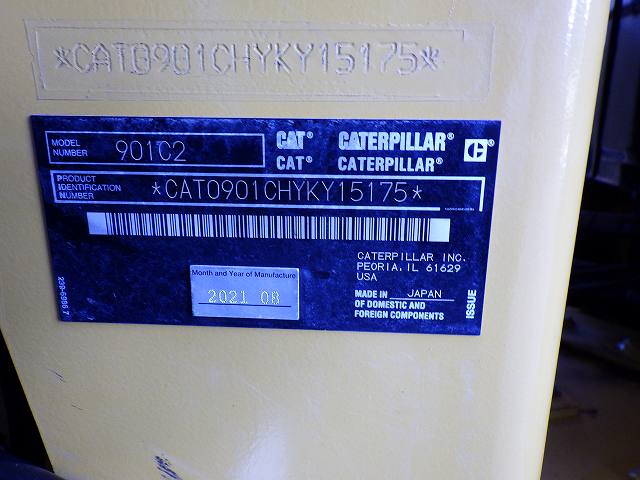 *CAT0901CHYKY15175*
MODEL NUMBER 901C2
CAT® CATERPILLAR®
CAT® CATERPILLAR®
PRODUCT IDENTIFICATION NUMBER *CAT0901CHYKY15175*
CATERPILLAR INC.
PEORIA, IL 61629
USA
Month and Year of Manufacture
2021 08
MADE IN JAPAN
OF DOMESTIC AND
FOREIGN COMPONENTS
ISSUE